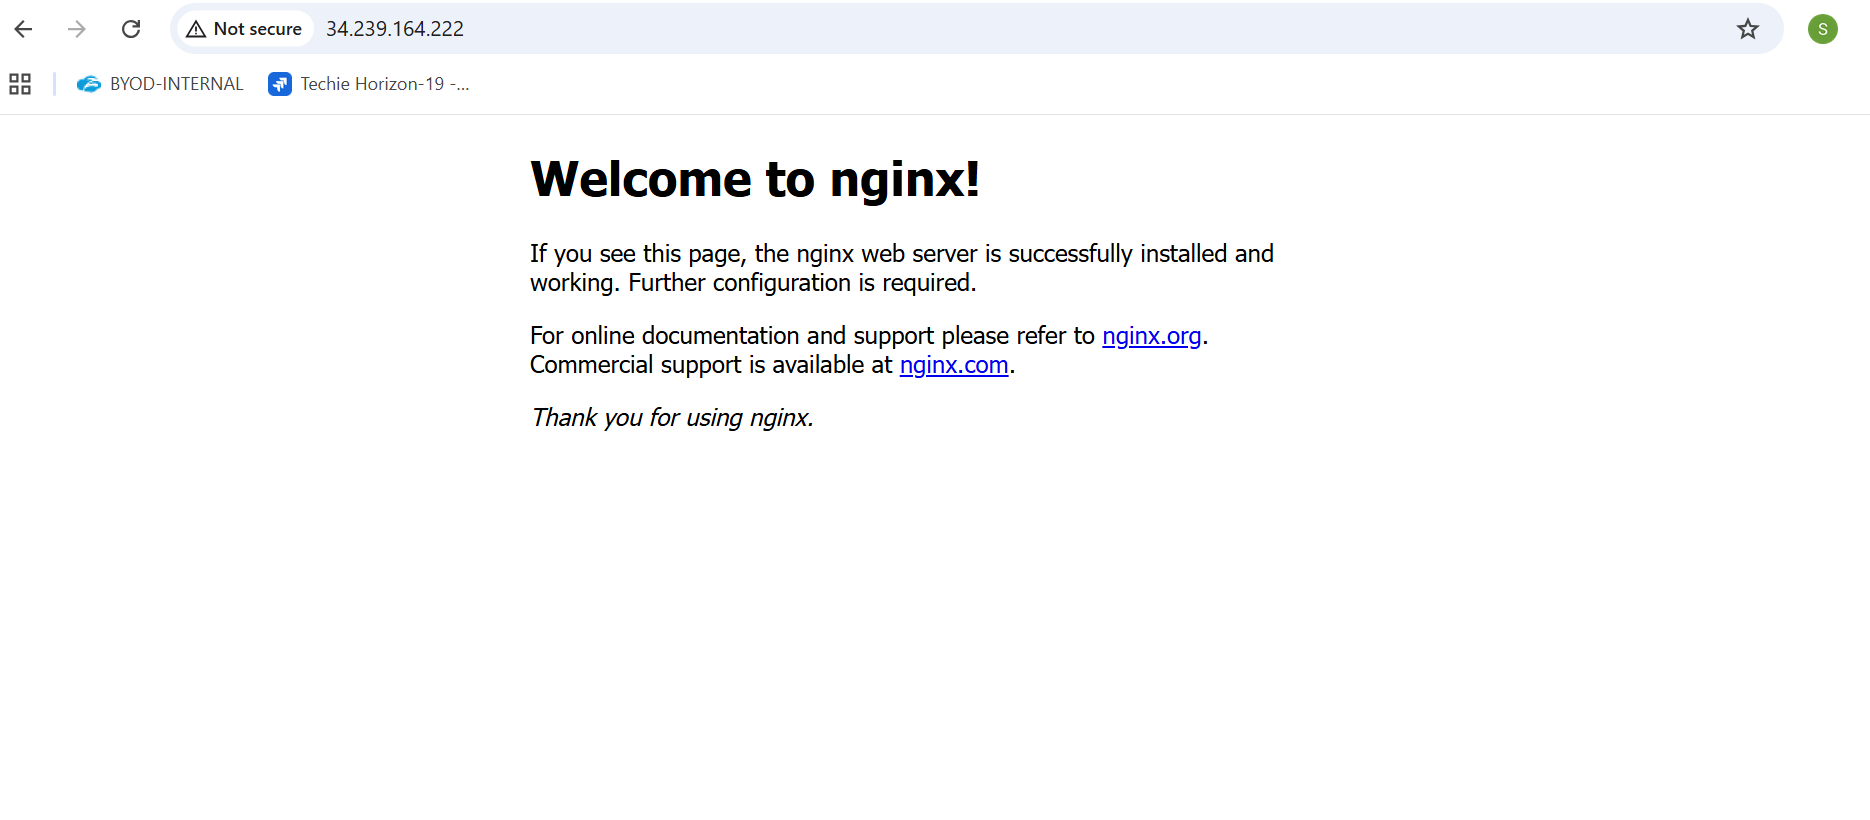 Not secure
34.239.164.222
S
BYOD-INTERNAL
Techie Horizon-19 -...
Welcome to nginx!
If you see this page, the nginx web server is successfully installed and
working. Further configuration is required.
For online documentation and support please refer to nginx.org.
Commercial support is available at nginx.com.
Thank you for using nginx.